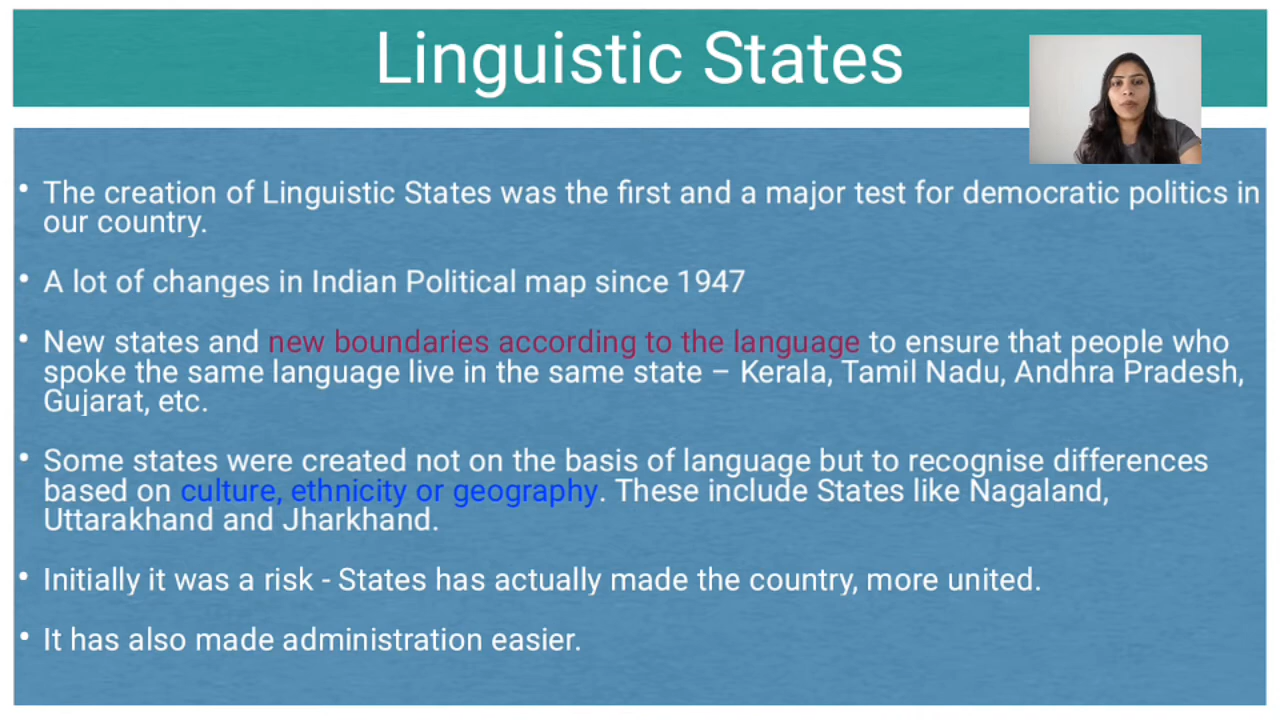 Linguistic States
• The creation of Linguistic States was the first and a major test for democratic politics in
our country.
• A lot of changes in Indian Political map since 1947
• New states and new boundaries according to the language to ensure that people who
spoke the same language live in the same state – Kerala, Tamil Nadu, Andhra Pradesh,
Gujarat, etc.
• Some states were created not on the basis of language but to recognise differences
based on culture, ethnicity or geography. These include States like Nagaland,
Uttarakhand and Jharkhand.
• Initially it was a risk - States has actually made the country, more united.
• It has also made administration easier.